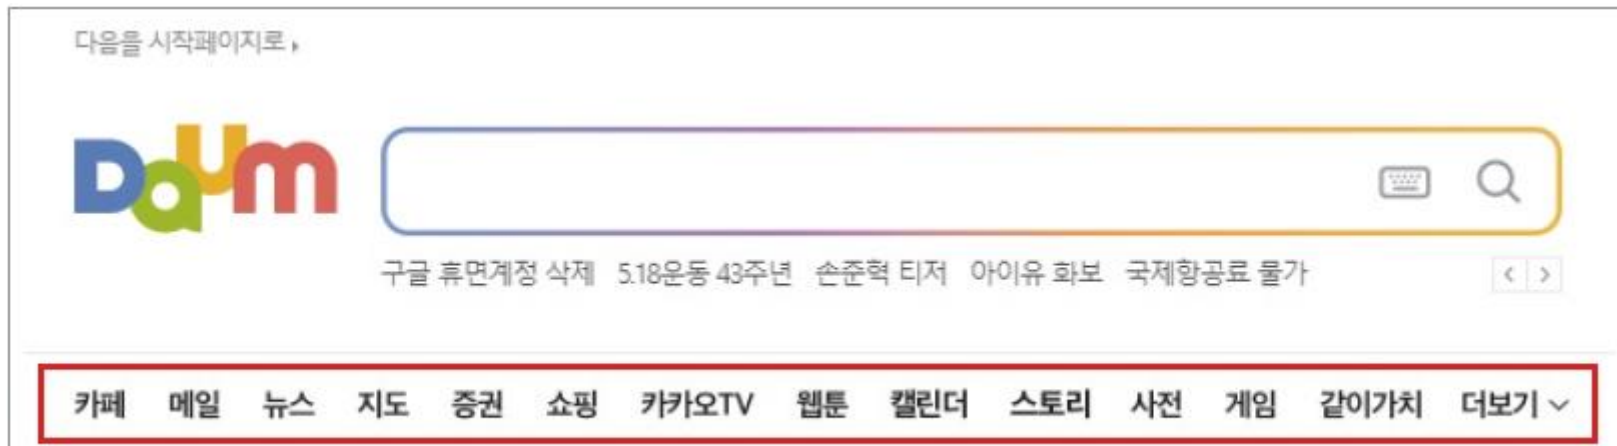 다음을 시작페이지로
Daum
구글 휴면계정 삭제 5.18운동 43주년 손준혁 티저 아이유 화보 국제항공료 물가
카페 메일 뉴스 지도 증권 쇼핑 카카오TV 웹툰 캘린더 스토리 사전 게임 같이가치 더보기